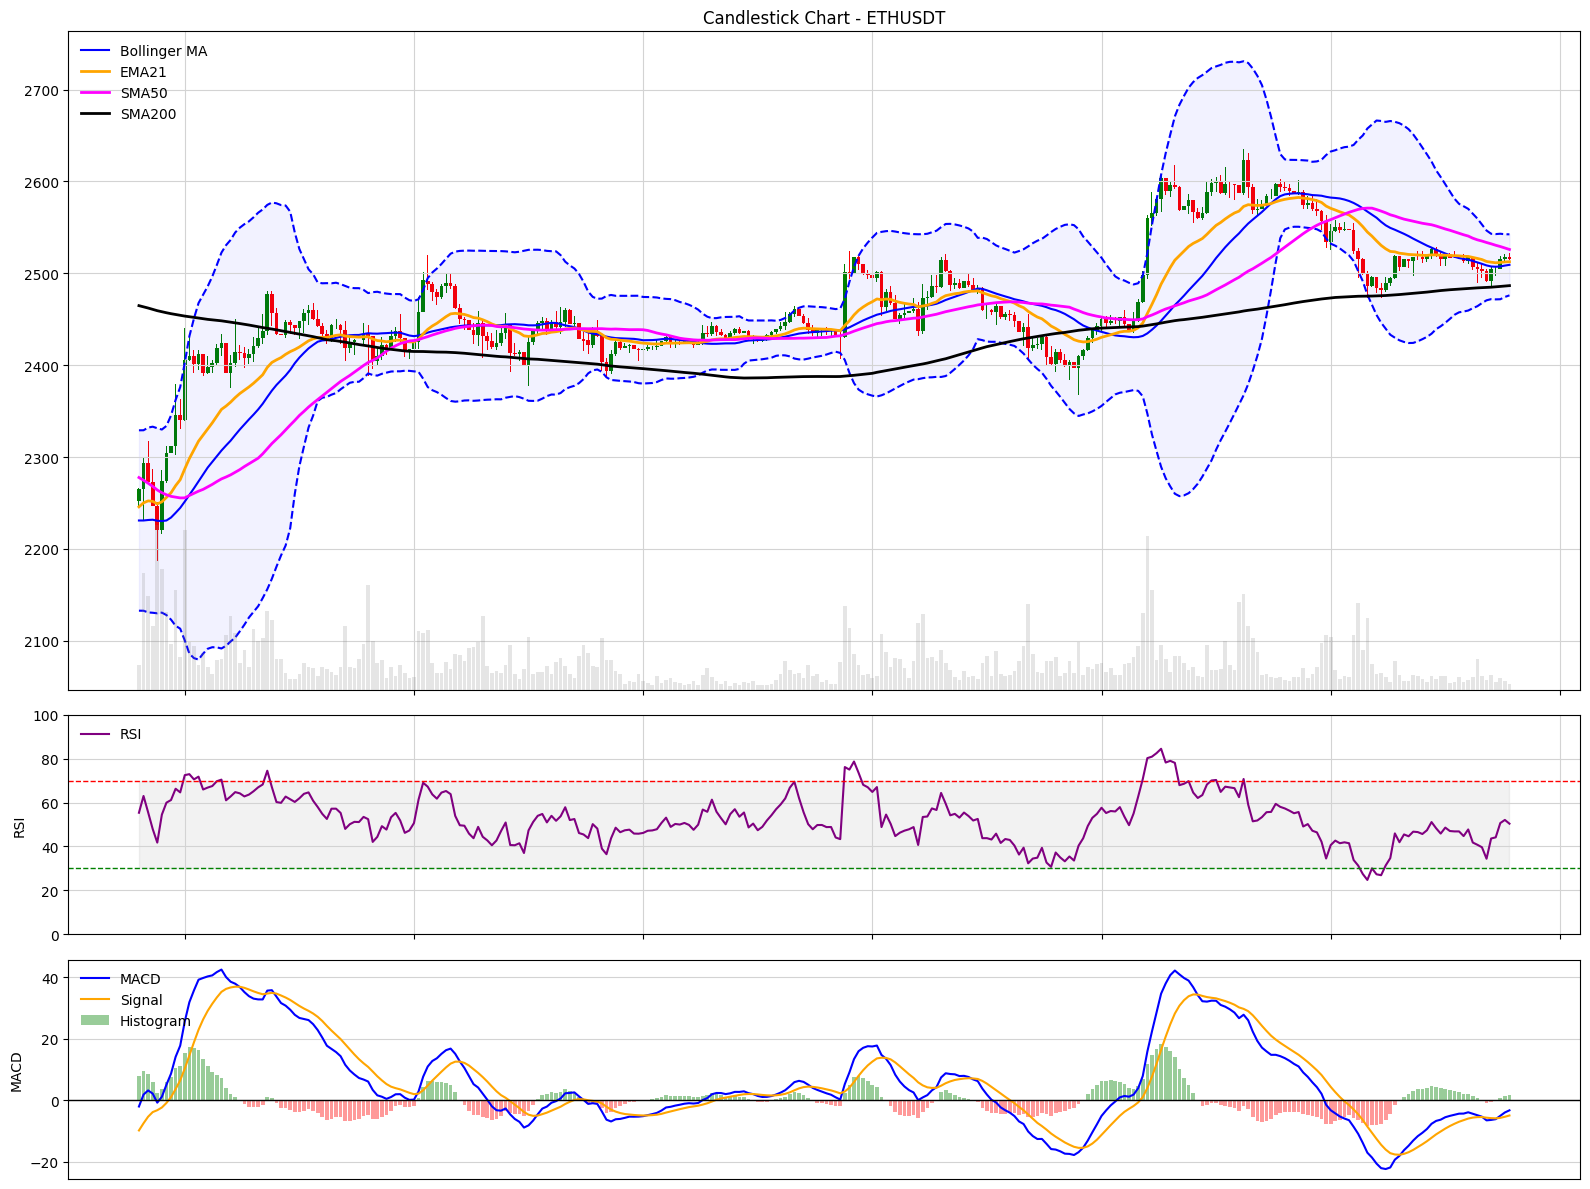 Candlestick Chart - ETHUSDT
Bollinger MA
EMA21
SMA50
SMA200
2700
2600
2500
2400
2300
2200
2100
100
80
60
40
20
0
RSI
RSI
40
20
0
−20
MACD
MACD
Signal
Histogram